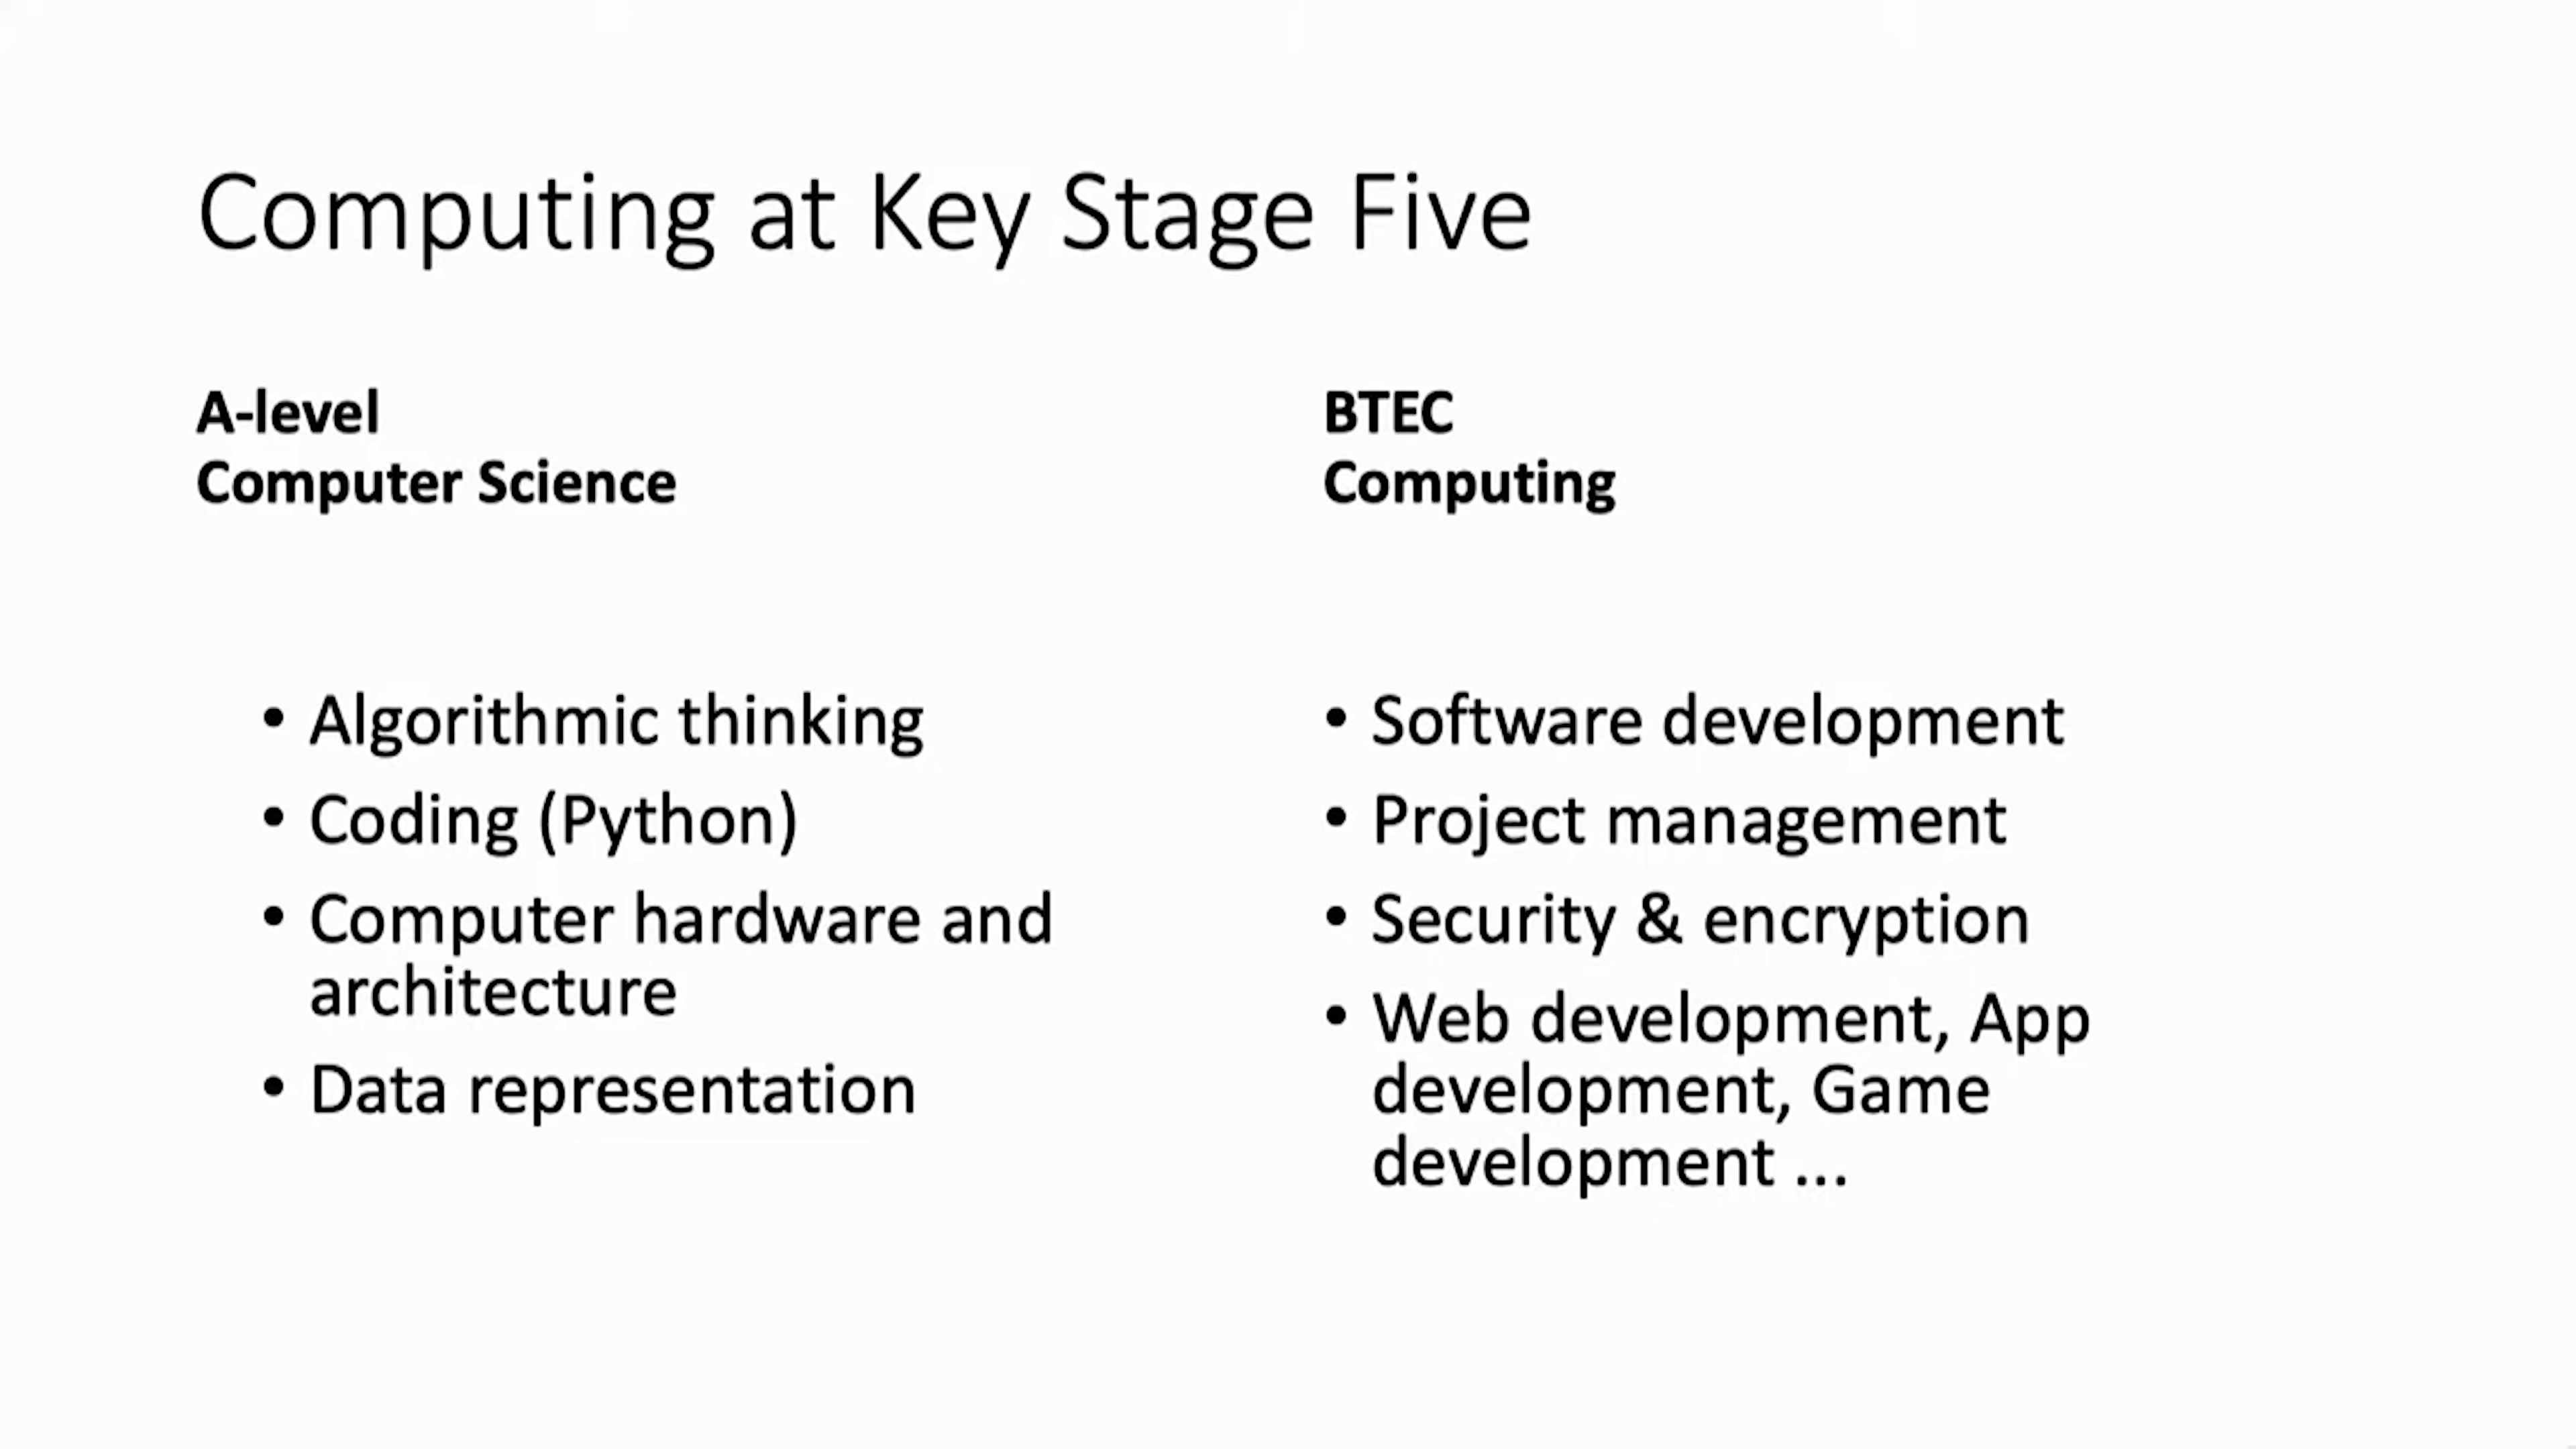 Computing at Key Stage Five
A-level
Computer Science
• Algorithmic thinking
• Coding (Python)
• Computer hardware and
architecture
• Data representation
BTEC
Computing
• Software development
• Project management
• Security & encryption
• Web development, App
development, Game
development ...